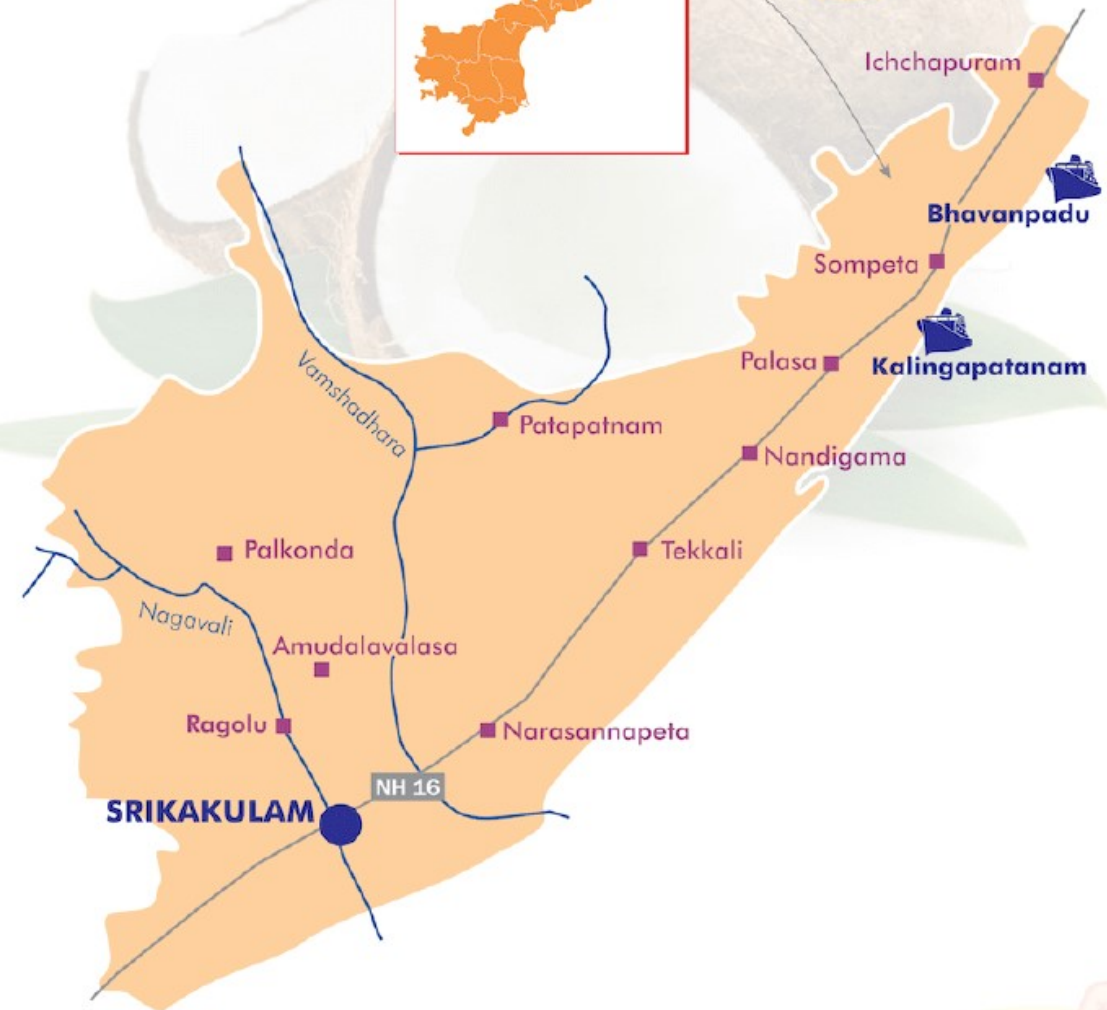 Ichchapuram
Bhavanpadu
Sompeta
Palasa
Kalingapatanam
Vamshadhara
Patapatnam
Nandigama
Palkonda
Tekkali
Nagavali
Amudalavalasa
Ragolu
Narasannapeta
NH 16
SRIKAKULAM